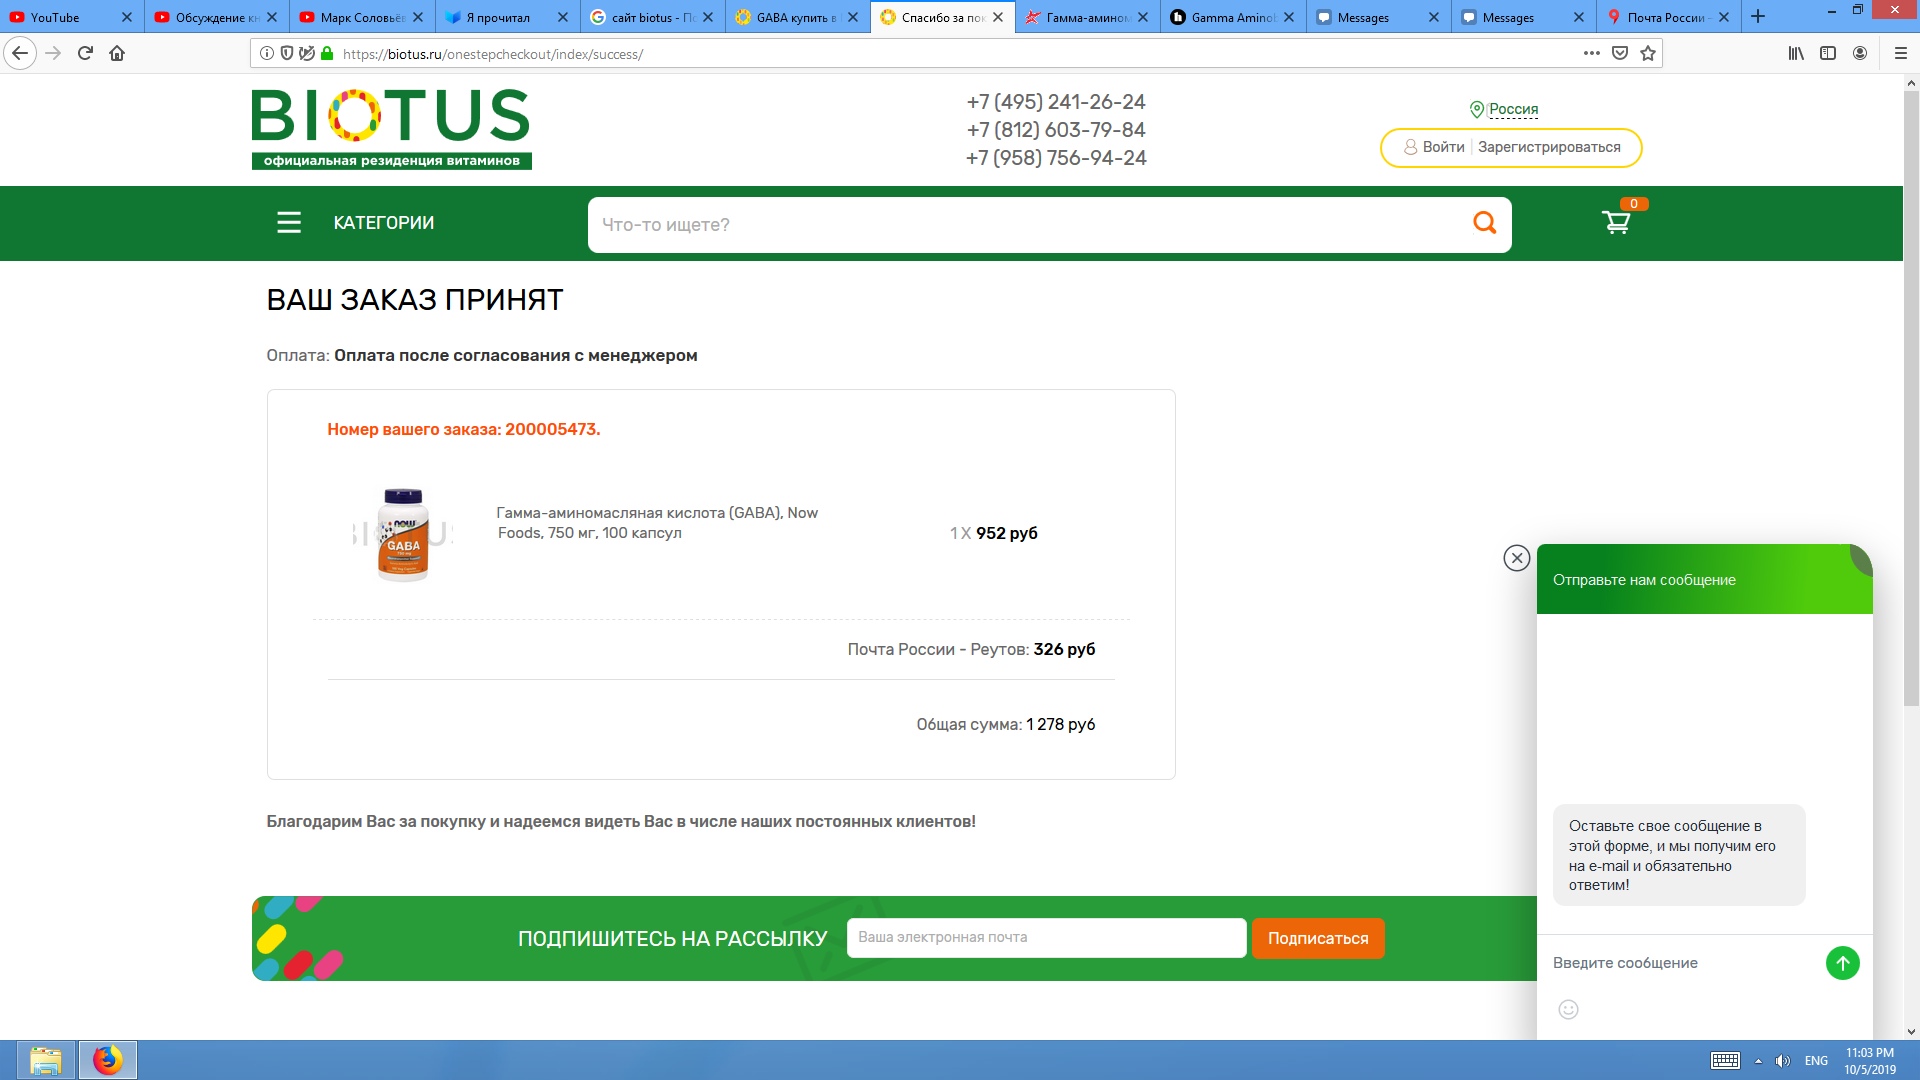 YouTube
Обсуждение кн
Марк Соловьёв
Я прочитал
сайт biotus - По
GABA купить в
Спасибо за пок
Гамма-амином
Gamma Aminob
Messages
Messages
Почта России -
https://biotus.ru/onestepcheckout/index/success/
BIOTUS
официальная резиденция витаминов
+7 (495) 241-26-24
+7 (812) 603-79-84
+7 (958) 756-94-24
Россия
Войти | Зарегистрироваться
КАТЕГОРИИ
Что-то ищете?
0
ВАШ ЗАКАЗ ПРИНЯТ
Оплата: Оплата после согласования с менеджером
Номер вашего заказа: 200005473.
NOW
GABA
Гамма-аминомасляная кислота (GABA), Now
Foods, 750 мг, 100 капсул
1 X 952 руб
Почта России - Реутов: 326 руб
Общая сумма: 1 278 руб
Благодарим Вас за покупку и надеемся видеть Вас в числе наших постоянных клиентов!
ПОДПИШИТЕСЬ НА РАССЫЛКУ
Ваша электронная почта
Подписаться
Отправьте нам сообщение
Оставьте свое сообщение в
этой форме, и мы получим его
на e-mail и обязательно
ответим!
Введите сообщение
ENG
11:03 PM
10/5/2019